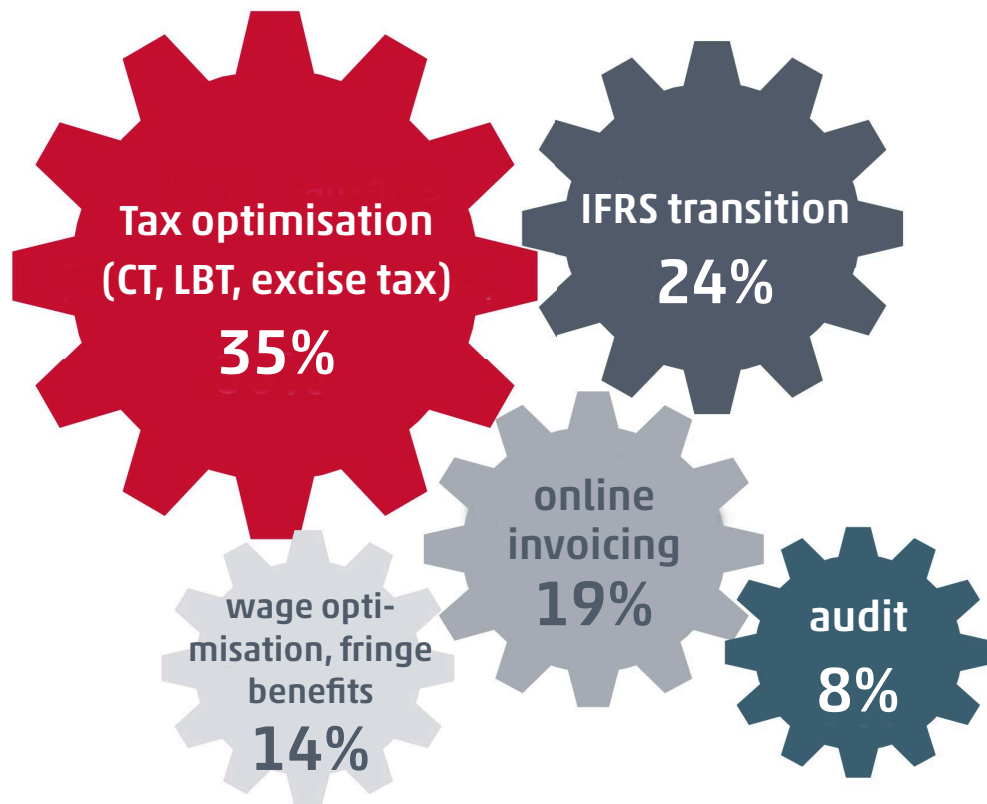 Tax optimisation
(CT, LBT, excise tax)
35%
IFRS transition
24%
online
invoicing
19%
wage opti-
misation, fringe
benefits
14%
audit
8%